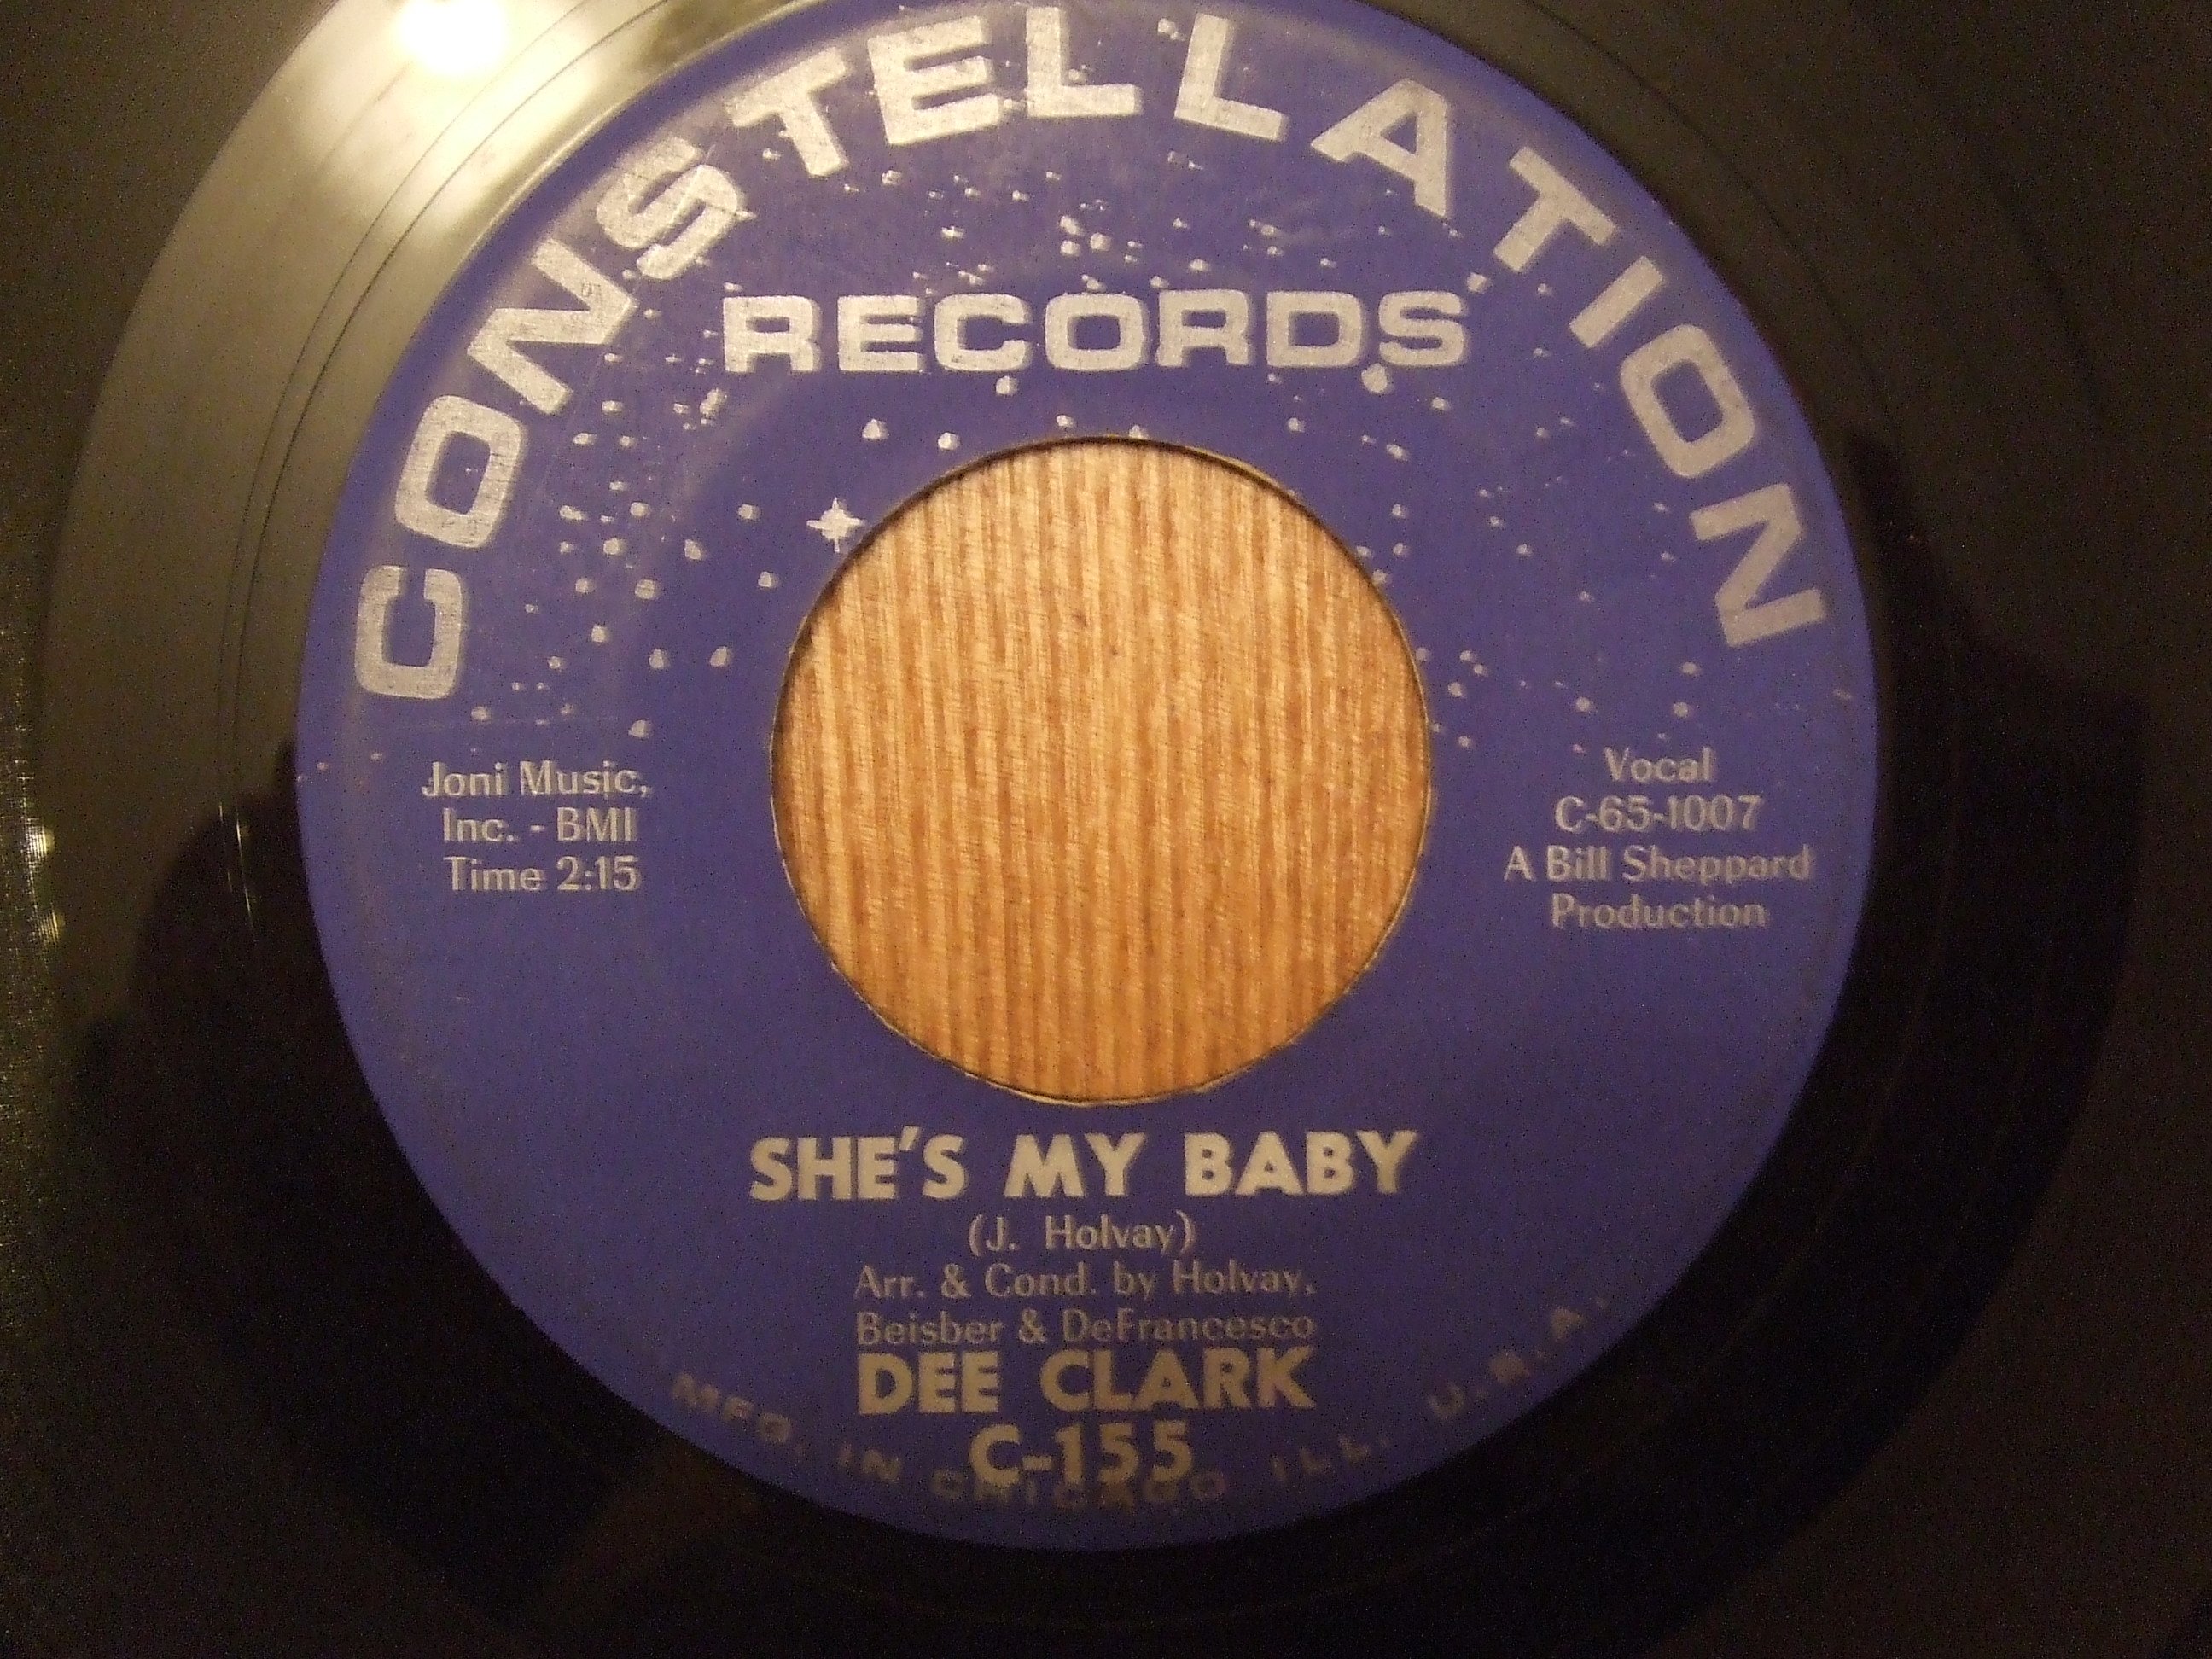 CONSTELLATION
RECORDS
Joni Music,
Inc. - BMI
Time 2:15
Vocal
C-65-1007
A Bill Sheppard
Production
SHE'S MY BABY
(J. Holvay)
Arr. & Cond. by Holvay,
Beisber & DeFrancesco
DEE CLARK
C-155
MFG. IN CHICAGO ILL. U.S.A.